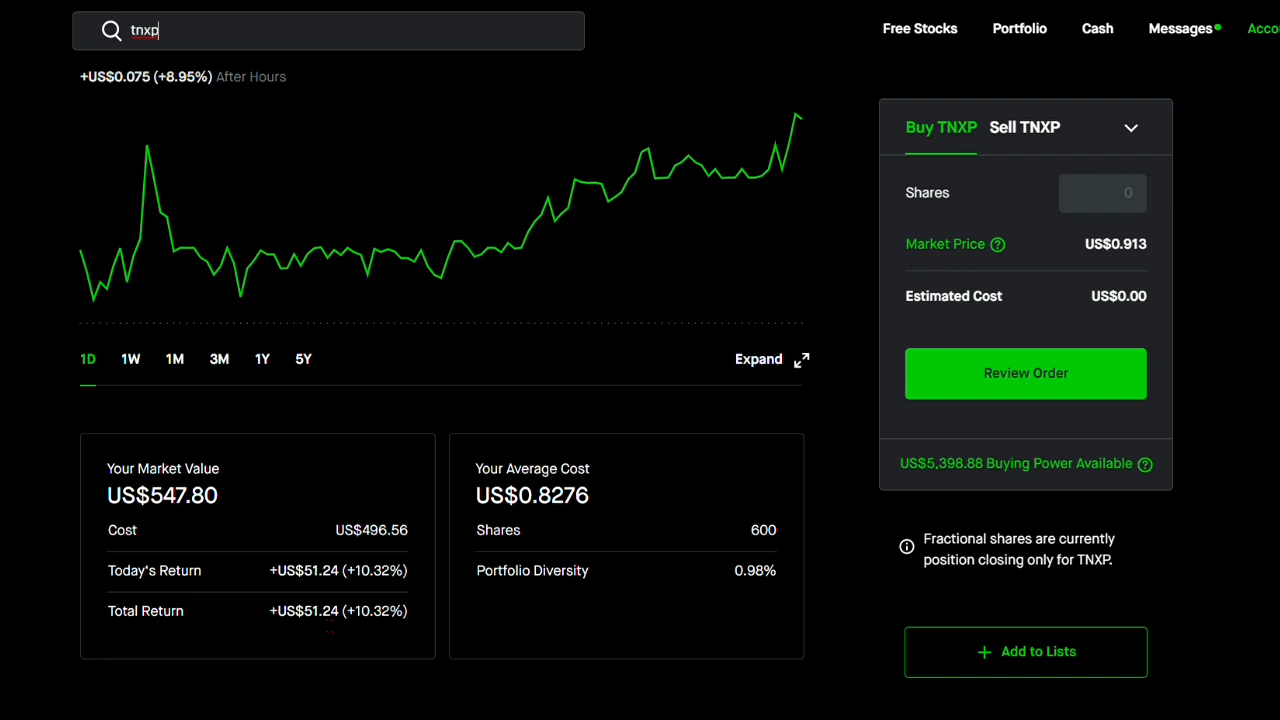 tnxp
Free Stocks Portfolio Cash Messages Acco
+US$0.075 (+8.95%) After Hours
Buy TNXP Sell TNXP
Shares 0
Market Price US$0.913
Estimated Cost US$0.00
Review Order
US$5,398.88 Buying Power Available
Fractional shares are currently
position closing only for TNXP.
Add to Lists
1D 1W 1M 3M 1Y 5Y Expand
Your Market Value
US$547.80
Cost US$496.56
Today's Return +US$51.24 (+10.32%)
Total Return +US$51.24 (+10.32%)
Your Average Cost
US$0.8276
Shares 600
Portfolio Diversity 0.98%